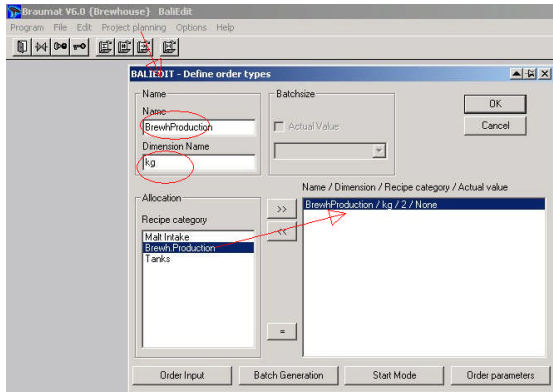 Braumat V6.0 {Brewhouse} BaliEdit
Program File Edit Project planning Options Help
BALIEDIT - Define order types
Name
Name
BrewhProduction
Dimension Name
kg
Batchsize
Actual Value
OK
Cancel
Allocation
Recipe category
Malt Intake
Brewh.Production
Tanks
>>
<<
=
Name / Dimension / Recipe category / Actual value
BrewhProduction / kg / 2 / None
Order Input Batch Generation Start Mode Order parameters